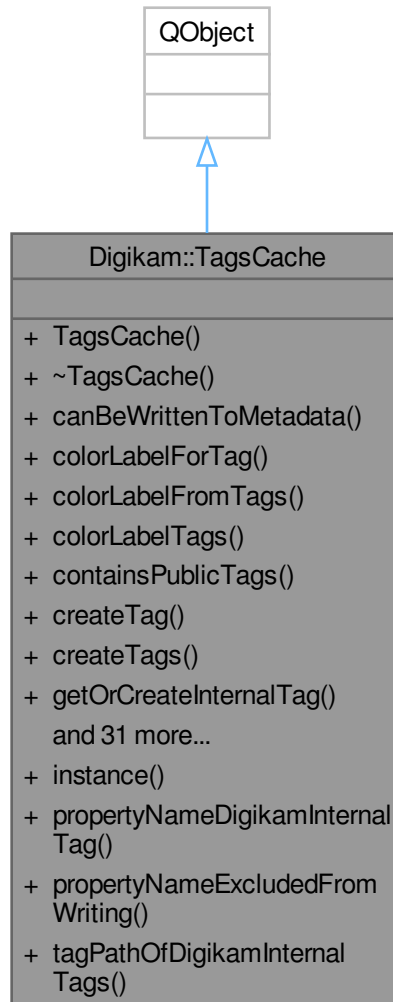 QObject
Digikam::TagsCache
+ TagsCache()
+ ~TagsCache()
+ canBeWrittenToMetadata()
+ colorLabelForTag()
+ colorLabelFromTags()
+ colorLabelTags()
+ containsPublicTags()
+ createTag()
+ createTags()
+ getOrCreateInternalTag()
and 31 more...
+ instance()
+ propertyNameDigikamInternal
Tag()
+ propertyNameExcludedFrom
Writing()
+ tagPathOfDigikamInternal
Tags()